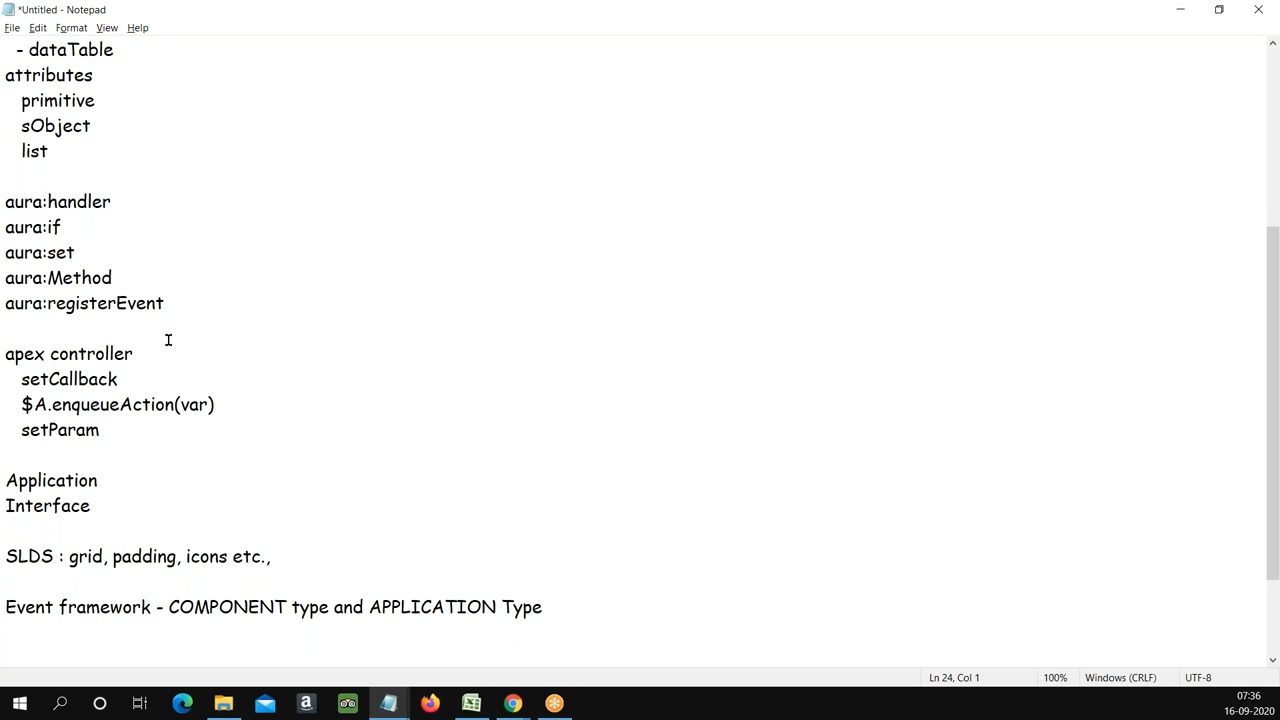 *Untitled - Notepad
File Edit Format View Help
- dataTable
attributes
primitive
sObject
list
aura:handler
aura:if
aura:set
aura:Method
aura:registerEvent
apex controller
setCallback
$A.enqueueAction(var)
setParam
Application
Interface
SLDS : grid, padding, icons etc.,
Event framework - COMPONENT type and APPLICATION Type
Ln 24, Col 1 100% Windows (CRLF) UTF-8
07:36
16-09-2020